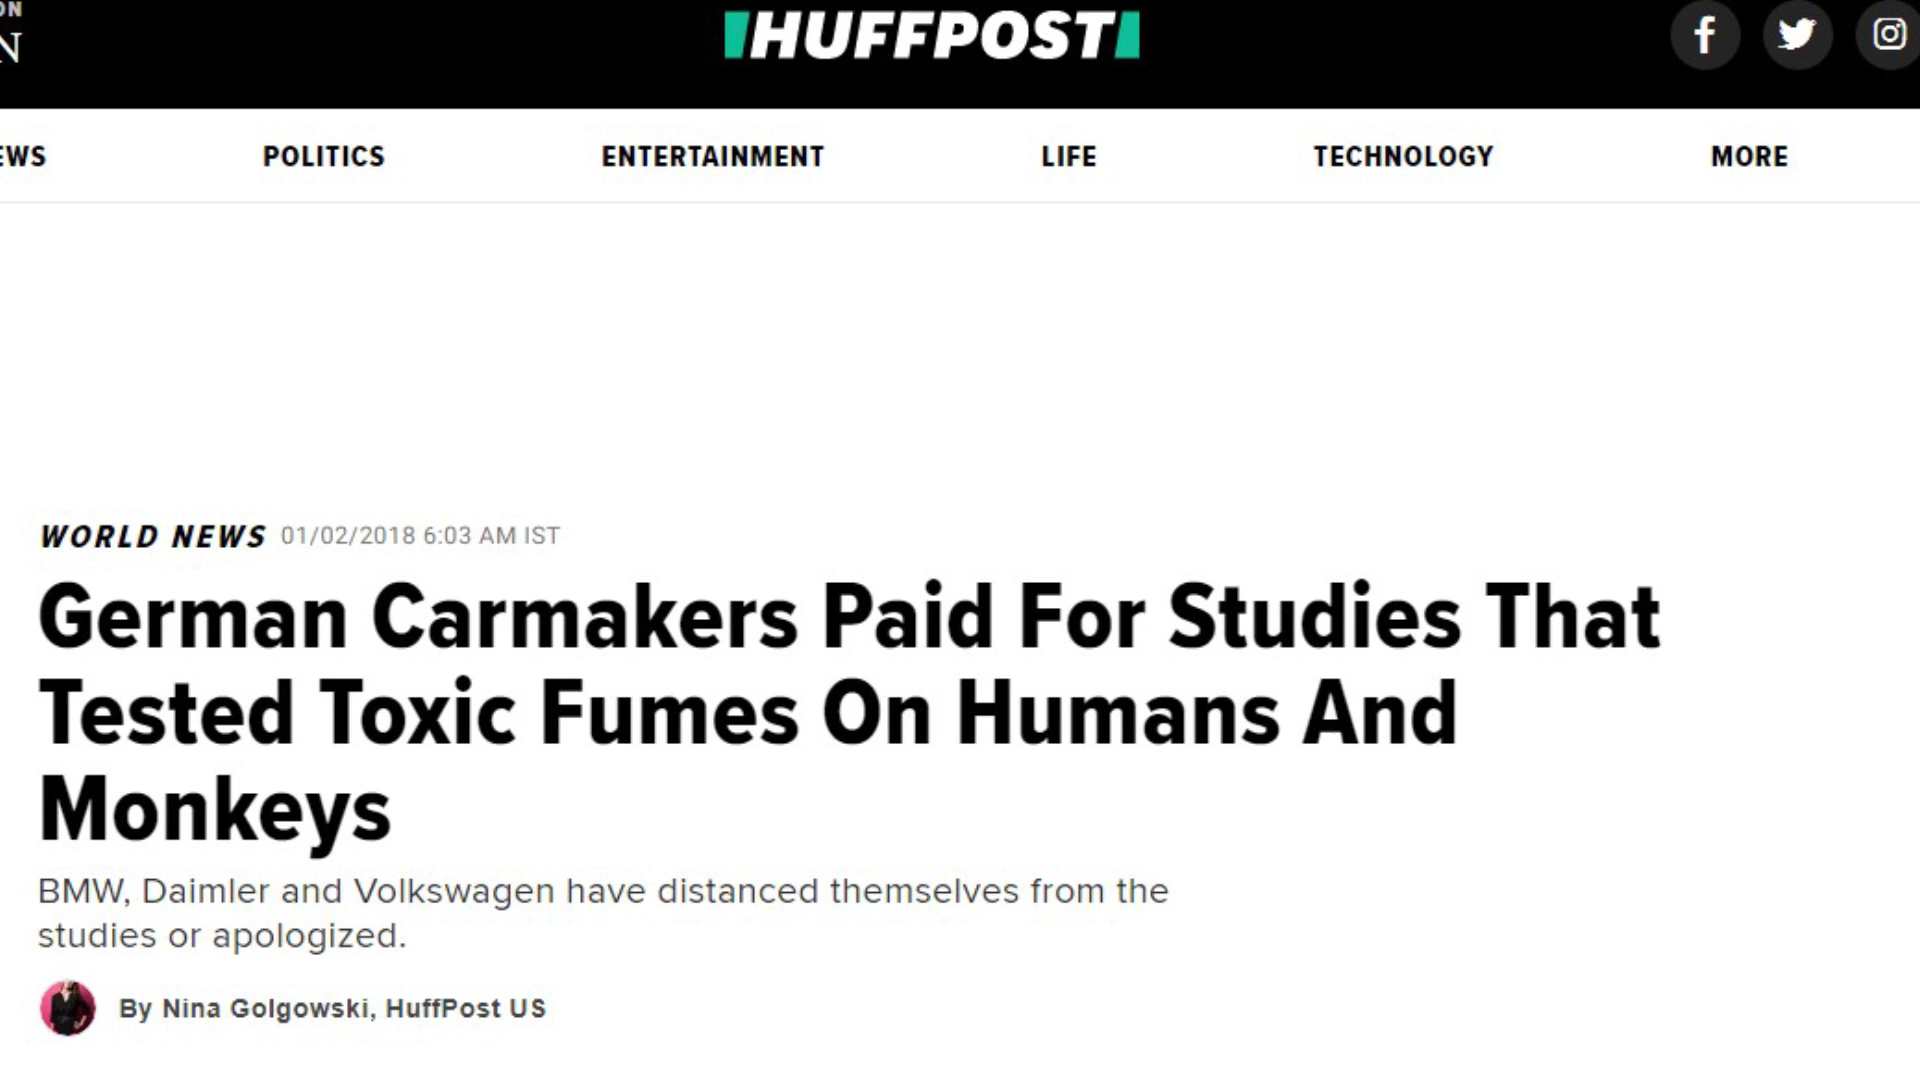 ON
N
HUFFPOST
EWS POLITICS ENTERTAINMENT LIFE TECHNOLOGY MORE
WORLD NEWS 01/02/2018 6:03 AM IST
German Carmakers Paid For Studies That
Tested Toxic Fumes On Humans And
Monkeys
BMW, Daimler and Volkswagen have distanced themselves from the
studies or apologized.
By Nina Golgowski, HuffPost US